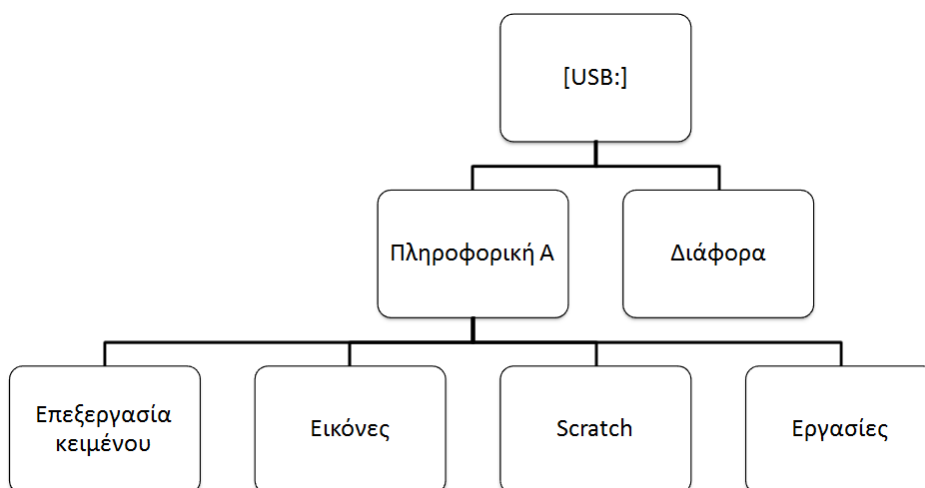 [USB:]
Πληροφορική Α
Διάφορα
Επεξεργασία
κειμένου
Εικόνες
Scratch
Εργασίες